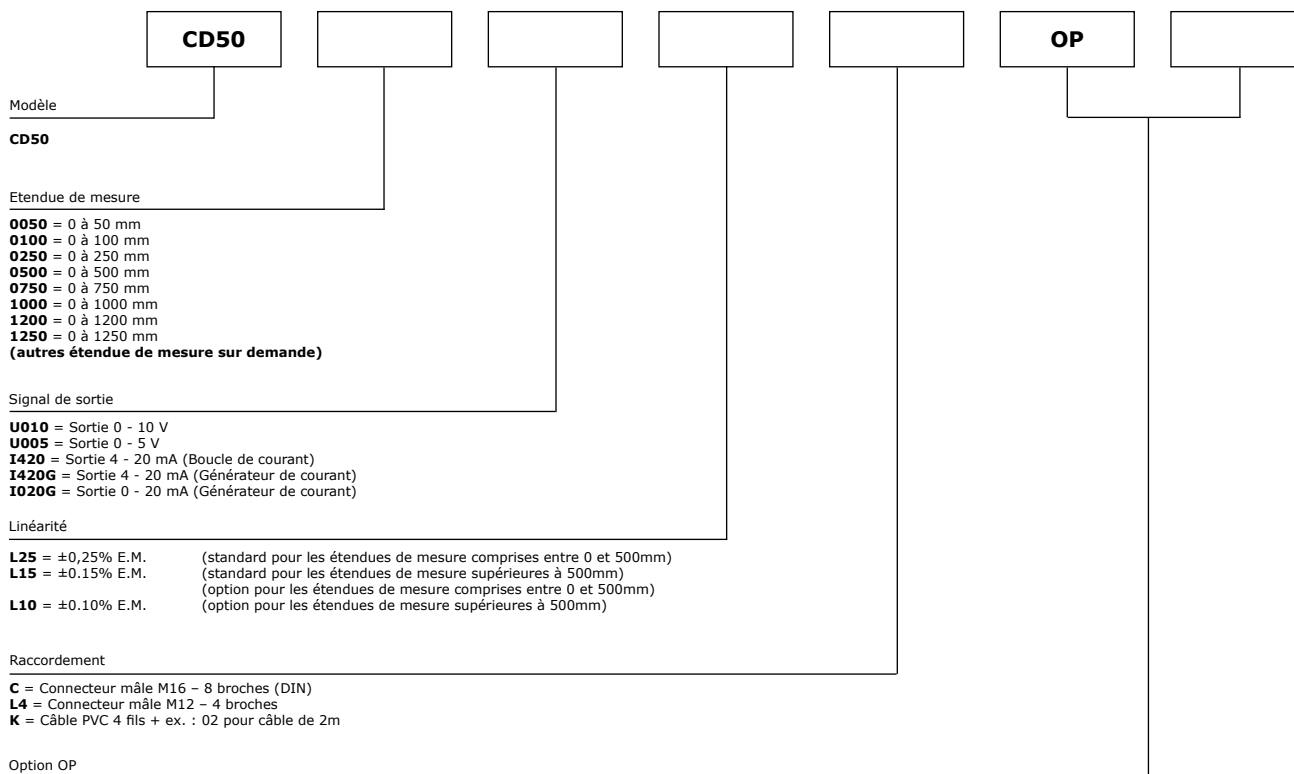 CD50 OP
Modèle
CD50
Etendue de mesure
0050 = 0 à 50 mm
0100 = 0 à 100 mm
0250 = 0 à 250 mm
0500 = 0 à 500 mm
0750 = 0 à 750 mm
1000 = 0 à 1000 mm
1200 = 0 à 1200 mm
1250 = 0 à 1250 mm
(autres étendue de mesure sur demande)
Signal de sortie
U010 = Sortie 0 - 10 V
U005 = Sortie 0 - 5 V
I420 = Sortie 4 - 20 mA (Boucle de courant)
I420G = Sortie 4 - 20 mA (Générateur de courant)
I020G = Sortie 0 - 20 mA (Générateur de courant)
Linéarité
L25 = ±0,25% E.M. (standard pour les étendues de mesure comprises entre 0 et 500mm)
L15 = ±0.15% E.M. (standard pour les étendues de mesure supérieures à 500mm)
(option pour les étendues de mesure comprises entre 0 et 500mm)
L10 = ±0.10% E.M. (option pour les étendues de mesure supérieures à 500mm)
Raccordement
C = Connecteur mâle M16 – 8 broches (DIN)
L4 = Connecteur mâle M12 – 4 broches
K = Câble PVC 4 fils + ex. : 02 pour câble de 2m
Option OP